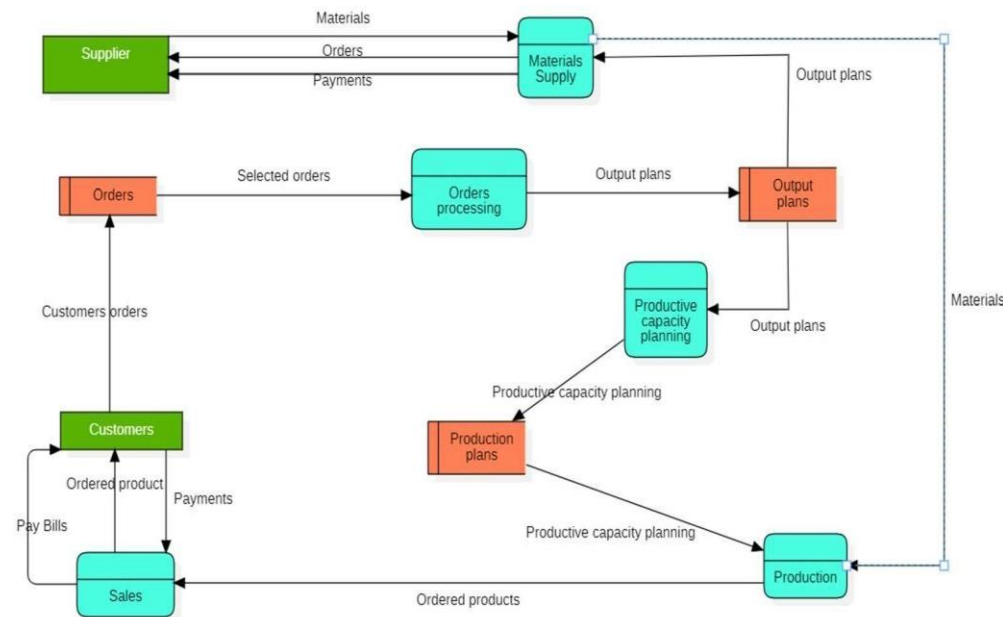 Materials
Supplier
Orders
Materials
Supply
Payments
Output plans
Orders
Selected orders
Orders
processing
Output plans
Output
plans
Customers orders
Productive
capacity
planning
Output plans
Materials
Productive capacity planning
Customers
Production
plans
Ordered product
Payments
Pay Bills
Productive capacity planning
Sales
Ordered products
Production